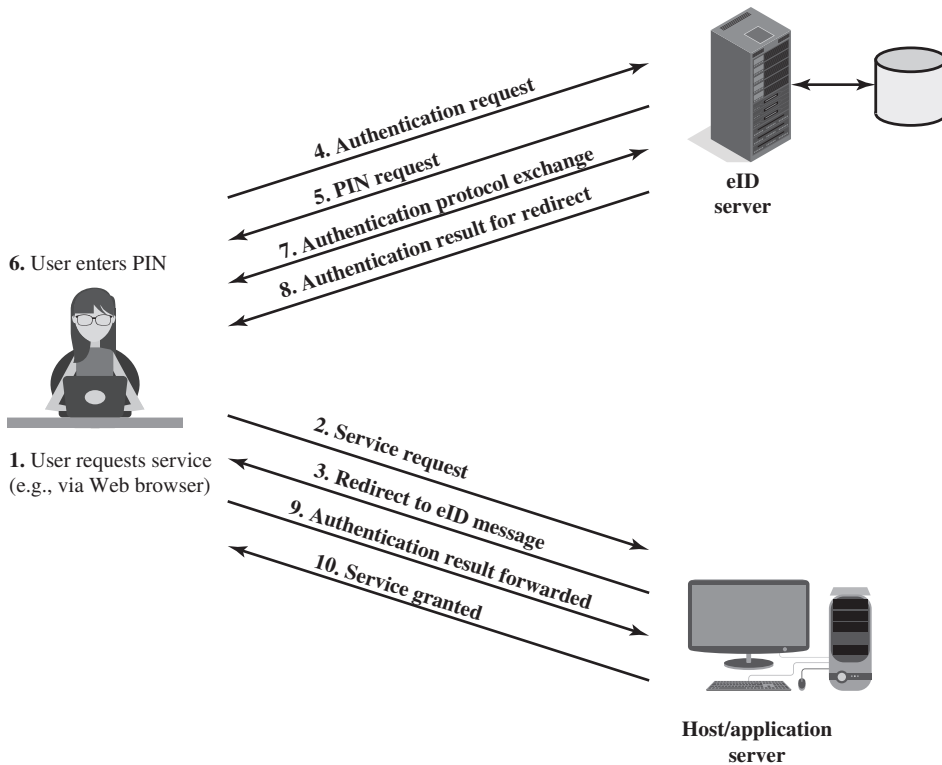 4. Authentication request
5. PIN request
7. Authentication protocol exchange
8. Authentication result for redirect
eID
server
6. User enters PIN
1. User requests service
(e.g., via Web browser)
2. Service request
3. Redirect to eID message
9. Authentication result forwarded
10. Service granted
Host/application
server